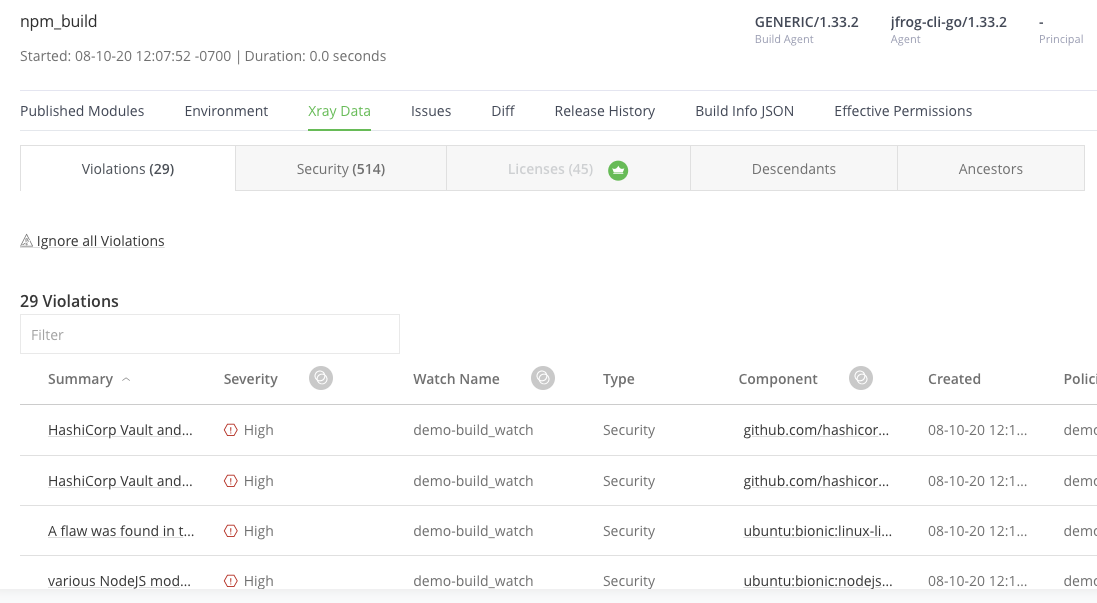 npm_build
GENERIC/1.33.2
Build Agent
jfrog-cli-go/1.33.2
Agent
-
Principal
Started: 08-10-20 12:07:52 -0700 | Duration: 0.0 seconds
Published Modules Environment Xray Data Issues Diff Release History Build Info JSON Effective Permissions
Violations (29) Security (514) Licenses (45) Descendants Ancestors
Ignore all Violations
29 Violations
Filter
Summary Severity Watch Name Type Component Created Polici
HashiCorp Vault and... High demo-build_watch Security github.com/hashicor... 08-10-20 12:1... demo
HashiCorp Vault and... High demo-build_watch Security github.com/hashicor... 08-10-20 12:1... demo
A flaw was found in t... High demo-build_watch Security ubuntu:bionic:linux-li... 08-10-20 12:1... demo
various NodeJS mod... High demo-build_watch Security ubuntu:bionic:nodejs... 08-10-20 12:1... demo